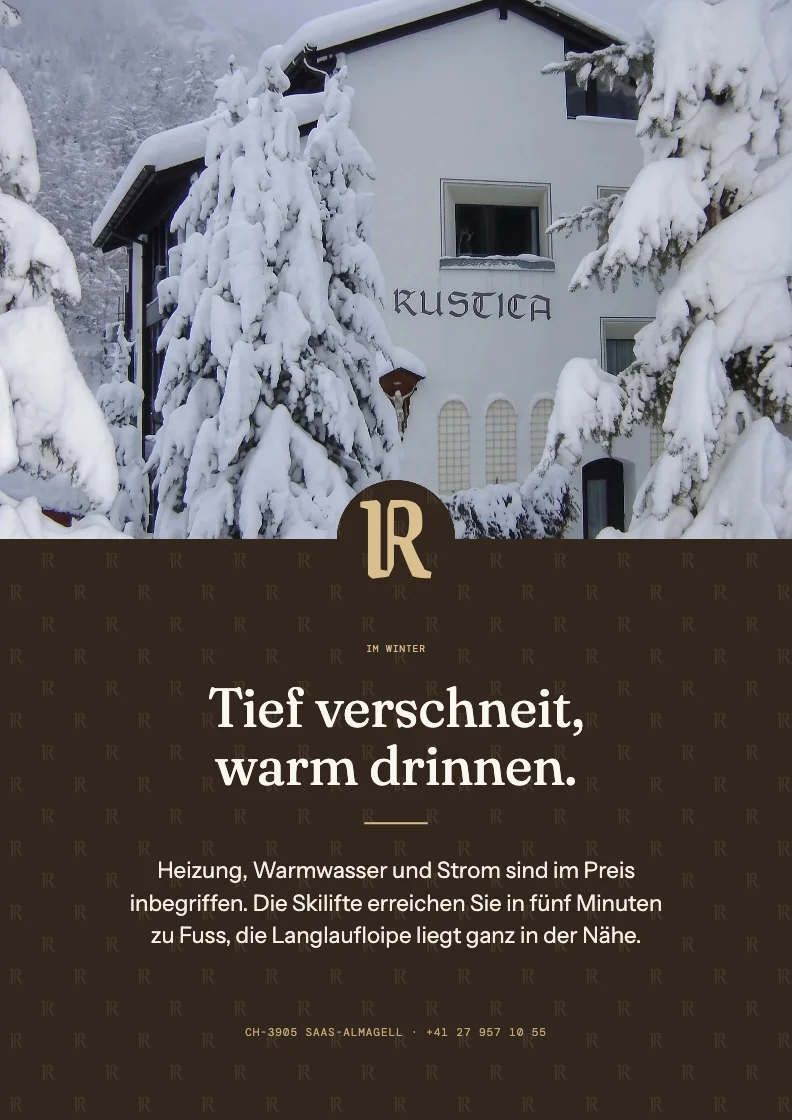 RUSTICA
R
IM WINTER
Tief verschneit,
warm drinnen.
Heizung, Warmwasser und Strom sind im Preis
inbegriffen. Die Skilifte erreichen Sie in fünf Minuten
zu Fuss, die Langlaufloipe liegt ganz in der Nähe.
CH-3905 SAAS-ALMAGELL · +41 27 957 10 55